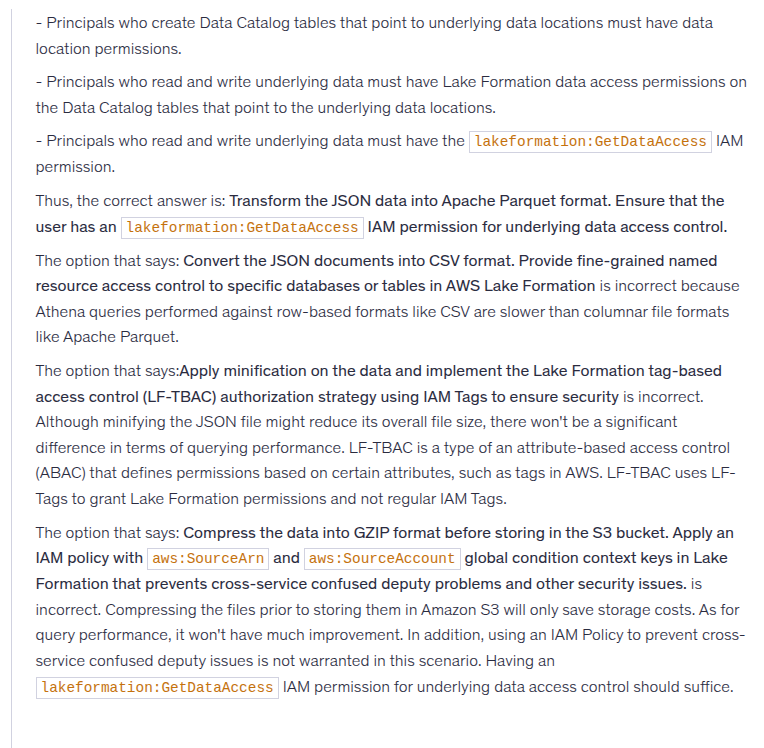 - Principals who create Data Catalog tables that point to underlying data locations must have data
location permissions.
- Principals who read and write underlying data must have Lake Formation data access permissions on
the Data Catalog tables that point to the underlying data locations.
- Principals who read and write underlying data must have the lakeformation:GetDataAccess IAM
permission.
Thus, the correct answer is: Transform the JSON data into Apache Parquet format. Ensure that the
user has an lakeformation:GetDataAccess IAM permission for underlying data access control.
The option that says: Convert the JSON documents into CSV format. Provide fine-grained named
resource access control to specific databases or tables in AWS Lake Formation is incorrect because
Athena queries performed against row-based formats like CSV are slower than columnar file formats
like Apache Parquet.
The option that says:Apply minification on the data and implement the Lake Formation tag-based
access control (LF-TBAC) authorization strategy using IAM Tags to ensure security is incorrect.
Although minifying the JSON file might reduce its overall file size, there won't be a significant
difference in terms of querying performance. LF-TBAC is a type of an attribute-based access control
(ABAC) that defines permissions based on certain attributes, such as tags in AWS. LF-TBAC uses LF-
Tags to grant Lake Formation permissions and not regular IAM Tags.
The option that says: Compress the data into GZIP format before storing in the S3 bucket. Apply an
IAM policy with aws:SourceArn and aws:SourceAccount global condition context keys in Lake
Formation that prevents cross-service confused deputy problems and other security issues. is
incorrect. Compressing the files prior to storing them in Amazon S3 will only save storage costs. As for
query performance, it won't have much improvement. In addition, using an IAM Policy to prevent cross-
service confused deputy issues is not warranted in this scenario. Having an
lakeformation:GetDataAccess IAM permission for underlying data access control should suffice.